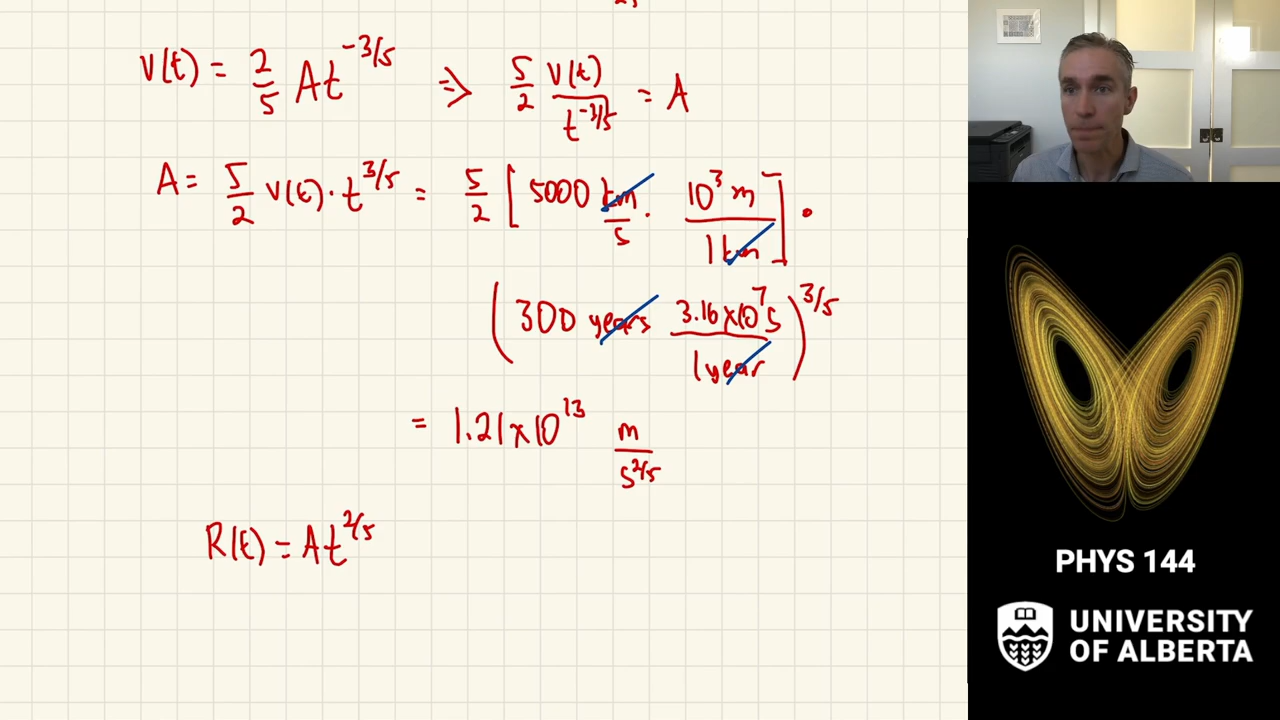 v(t) = 2/5 At^-3/5 ⇒ 5/2 v(t)/t^-3/5 = A
A = 5/2 v(t) · t^3/5 = 5/2 [5000 km/s · 10^3 m/1 km] ·
(300 years 3.16×10^7 s/1 year)^3/5
= 1.21×10^13 m/s^2/5
R(t) = At^2/5
PHYS 144
UNIVERSITY
OF ALBERTA